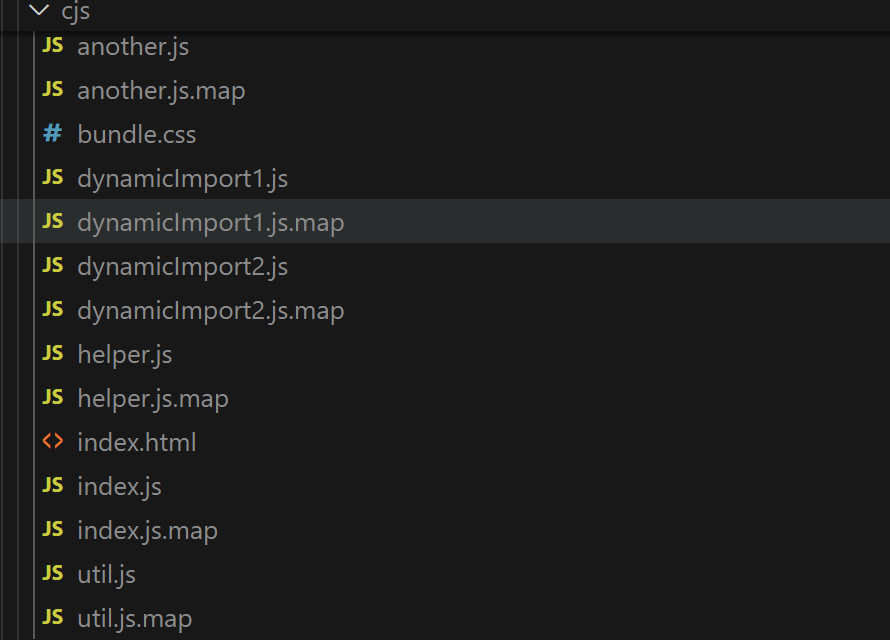 cjs
JS another.js
JS another.js.map
# bundle.css
JS dynamicImport1.js
JS dynamicImport1.js.map
JS dynamicImport2.js
JS dynamicImport2.js.map
JS helper.js
JS helper.js.map
<> index.html
JS index.js
JS index.js.map
JS util.js
JS util.js.map